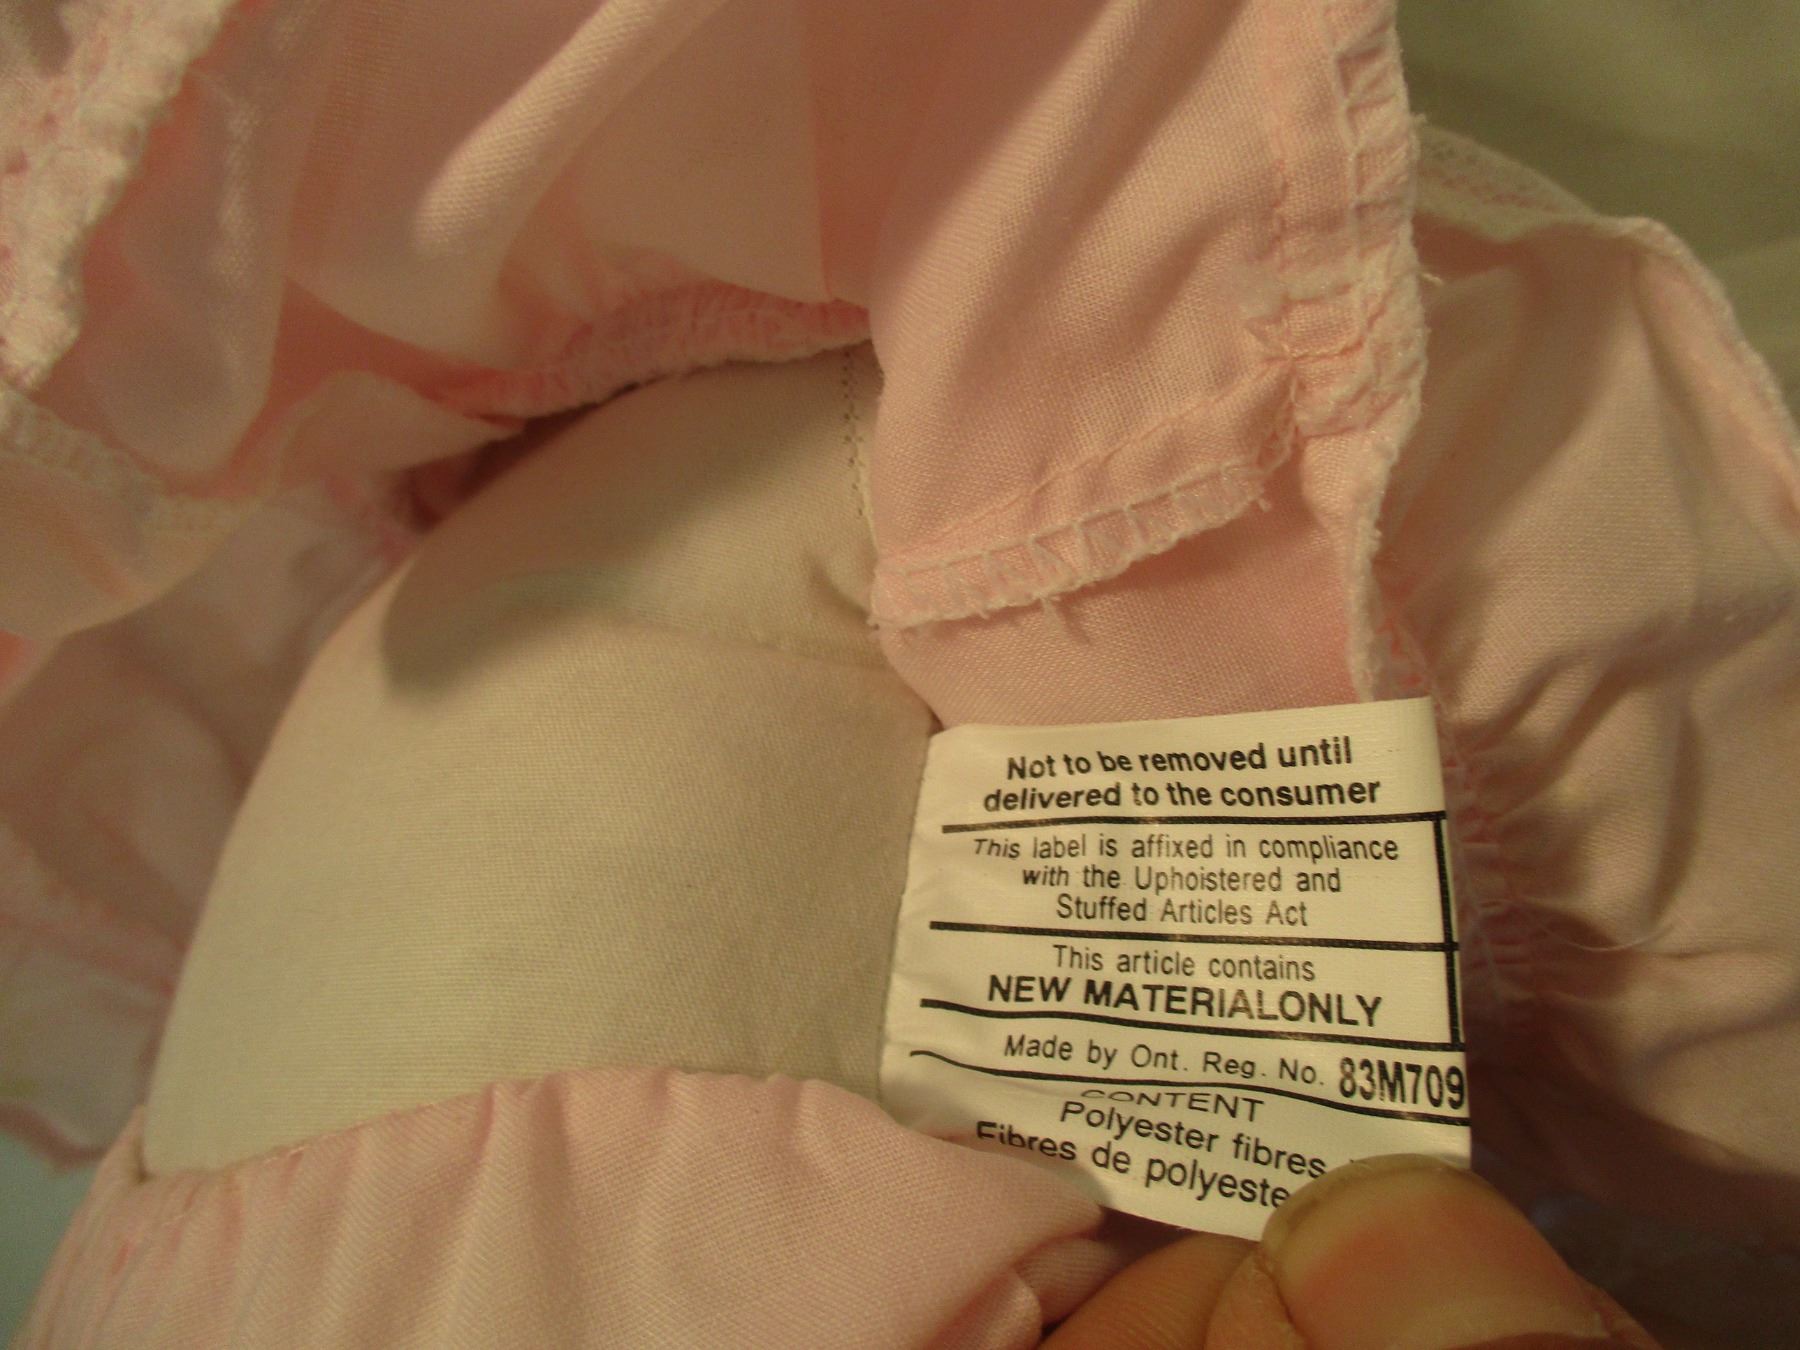 Not to be removed until
delivered to the consumer
This label is affixed in compliance
with the Uphoistered and
Stuffed Articles Act
This article contains
NEW MATERIALONLY
Made by Ont. Reg. No. 83M709
CONTENT
Polyester fibres
Fibres de polyeste